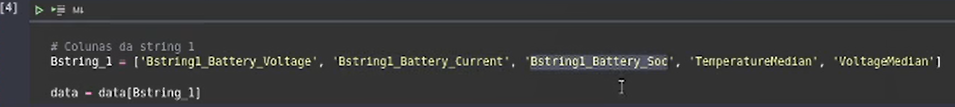 [4]
# Colunas da string 1
Bstring_1 = ['Bstring1_Battery_Voltage', 'Bstring1_Battery_Current', 'Bstring1_Battery_Soc', 'TemperatureMedian', 'VoltageMedian']
data = data[Bstring_1]